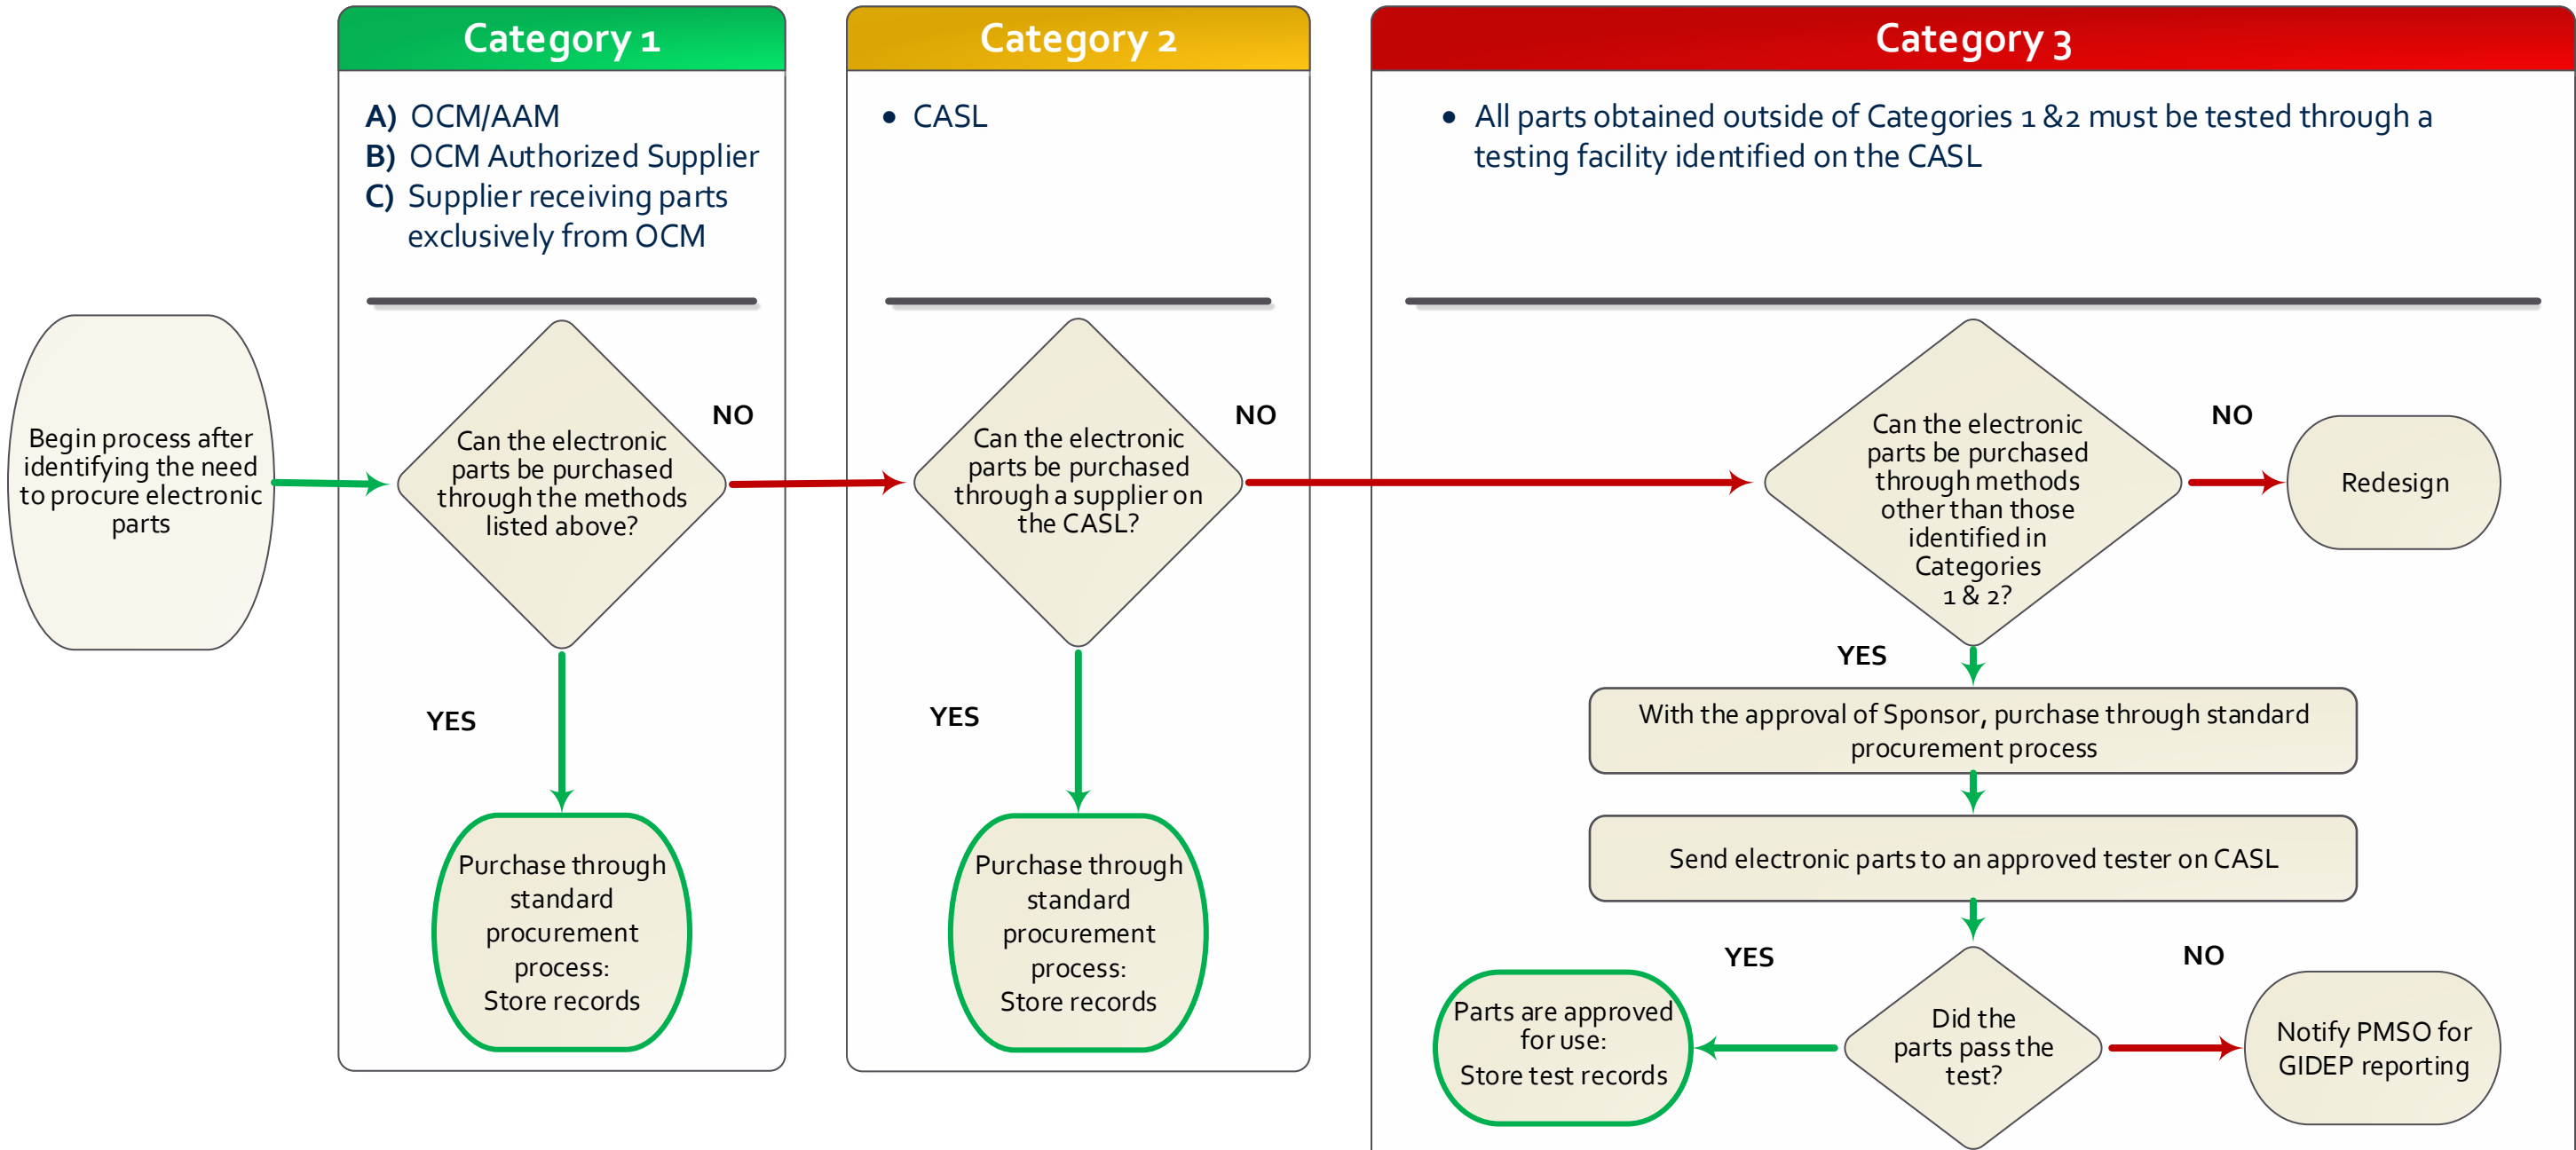 Category 1
A) OCM/AAM
B) OCM Authorized Supplier
C) Supplier receiving parts
exclusively from OCM
Category 2
• CASL
Category 3
• All parts obtained outside of Categories 1 &2 must be tested through a
testing facility identified on the CASL
Begin process after
identifying the need
to procure electronic
parts
Can the electronic
parts be purchased
through the methods
listed above?
NO
YES
Purchase through
standard
procurement
process:
Store records
Can the electronic
parts be purchased
through a supplier on
the CASL?
NO
YES
Purchase through
standard
procurement
process:
Store records
Can the electronic
parts be purchased
through methods
other than those
identified in
Categories
1 & 2?
NO
Redesign
YES
With the approval of Sponsor, purchase through standard
procurement process
Send electronic parts to an approved tester on CASL
Did the
parts pass the
test?
YES
Parts are approved
for use:
Store test records
NO
Notify PMSO for
GIDEP reporting